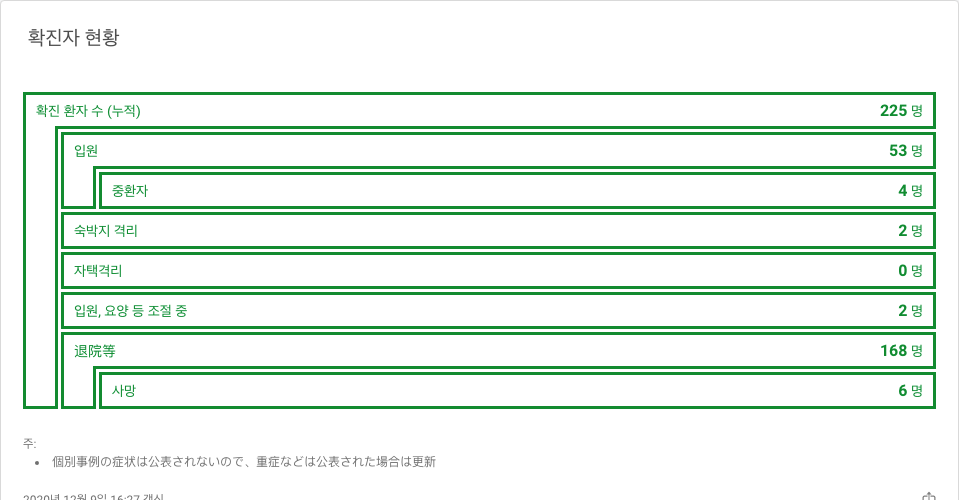 확진자 현황
확진 환자 수 (누적) 225 명
입원 53 명
중환자 4 명
숙박지 격리 2 명
자택격리 0 명
입원, 요양 등 조절 중 2 명
退院等 168 명
사망 6 명
주:
• 個別事例の症状は公表されないので、重症などは公表された場合は更新
2020년 12월 9일 16:27 갱신